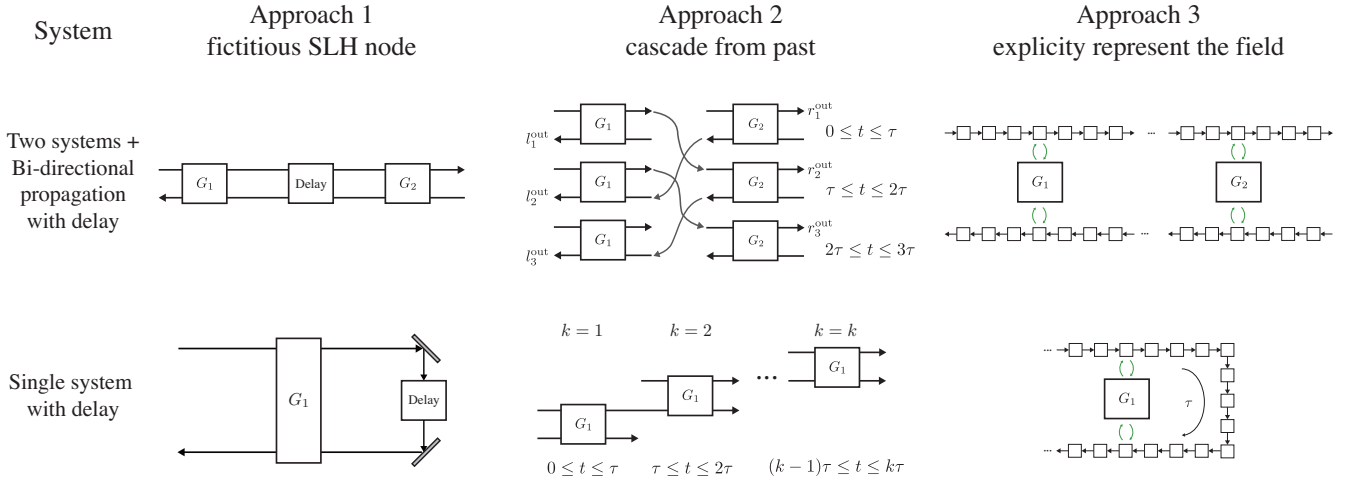 System
Approach 1
fictitious SLH node
Approach 2
cascade from past
Approach 3
explicity represent the field
Two systems +
Bi-directional
propagation
with delay
G₁
Delay
G₂
G₁
G₂
r₁ᵒᵘᵗ
l₁ᵒᵘᵗ
0 ≤ t ≤ τ
G₁
G₂
r₂ᵒᵘᵗ
l₂ᵒᵘᵗ
τ ≤ t ≤ 2τ
G₁
G₂
r₃ᵒᵘᵗ
l₃ᵒᵘᵗ
2τ ≤ t ≤ 3τ
...
G₁
G₂
...
Single system
with delay
G₁
Delay
k = 1
k = 2
k = k
G₁
G₁
...
G₁
0 ≤ t ≤ τ
τ ≤ t ≤ 2τ
(k − 1)τ ≤ t ≤ kτ
...
G₁
τ
...